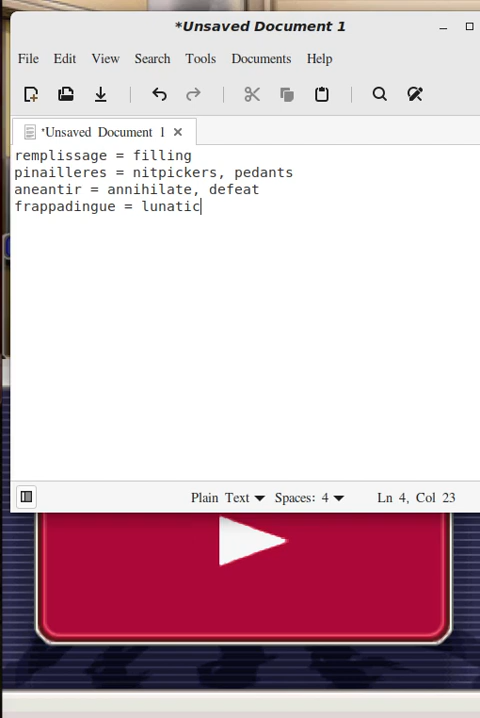 *Unsaved Document 1
File Edit View Search Tools Documents Help
*Unsaved Document 1
remplissage = filling
pinailleres = nitpickers, pedants
aneantir = annihilate, defeat
frappadingue = lunatic
Plain Text Spaces: 4 Ln 4, Col 23